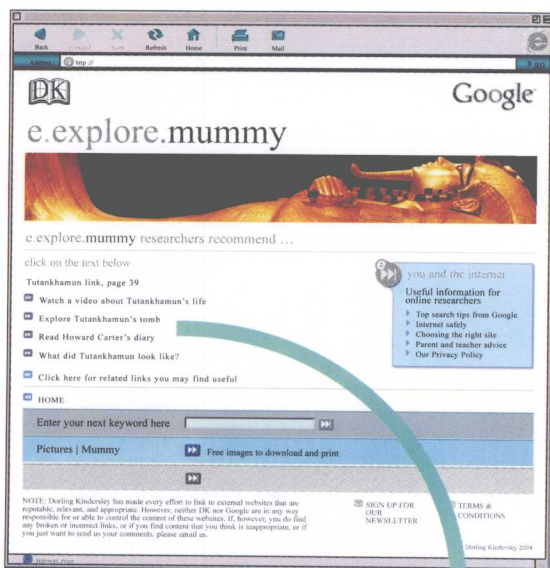 Back
Refresh
Home
Print
Mail
Address
http://
GO
DK
Google
e.explore.mummy
e.explore.mummy researchers recommend ...
click on the text below
Tutankhamun link, page 39
Watch a video about Tutankhamun's life
Explore Tutankhamun's tomb
Read Howard Carter's diary
What did Tutankhamun look like?
Click here for related links you may find useful
HOME
you and the internet
Useful information for
online researchers
Top search tips from Google
Internet safely
Choosing the right site
Parent and teacher advice
Our Privacy Policy
Enter your next keyword here
Pictures | Mummy
Free images to download and print
NOTE: Dorling Kindersley has made every effort to link to external websites that are
reputable, relevant, and appropriate. However, neither DK nor Google are in any way
responsible for or able to control the content of these websites. If, however, you do find
any broken or incorrect links, or if you find content that you think is inappropriate, or if
you just want to send us your comments, please email us.
SIGN UP FOR
OUR
NEWSLETTER
TERMS &
CONDITIONS
Dorling Kindersley 2004
Internet zone